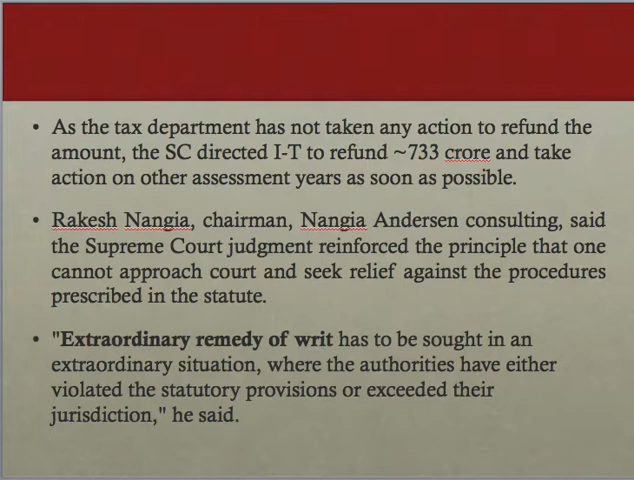 • As the tax department has not taken any action to refund the
amount, the SC directed I-T to refund ~733 crore and take
action on other assessment years as soon as possible.
• Rakesh Nangia, chairman, Nangia Andersen consulting, said
the Supreme Court judgment reinforced the principle that one
cannot approach court and seek relief against the procedures
prescribed in the statute.
• "Extraordinary remedy of writ has to be sought in an
extraordinary situation, where the authorities have either
violated the statutory provisions or exceeded their
jurisdiction," he said.